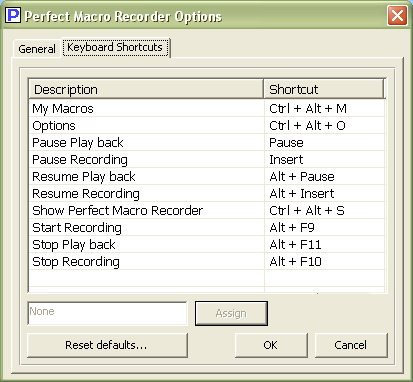 P Perfect Macro Recorder Options
General Keyboard Shortcuts
Description Shortcut
My Macros Ctrl + Alt + M
Options Ctrl + Alt + O
Pause Play back Pause
Pause Recording Insert
Resume Play back Alt + Pause
Resume Recording Alt + Insert
Show Perfect Macro Recorder Ctrl + Alt + S
Start Recording Alt + F9
Stop Play back Alt + F11
Stop Recording Alt + F10
None Assign
Reset defaults... OK Cancel